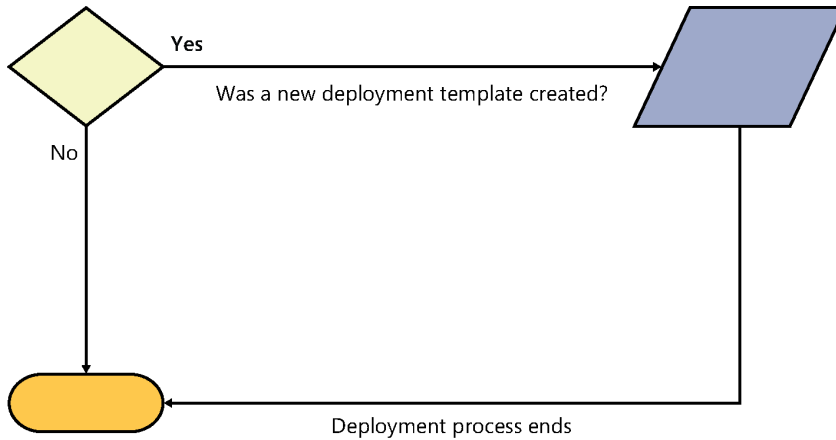 Yes
Was a new deployment template created?
No
Deployment process ends